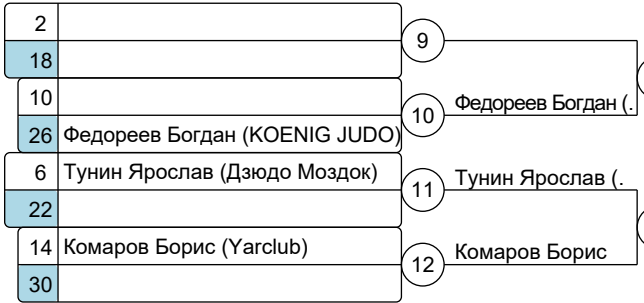 2
9
18
10
Федореев Богдан (.
10
26 Федореев Богдан (KOENIG JUDO)
6 Тунин Ярослав (Дзюдо Моздок)
11
Тунин Ярослав (.
22
14 Комаров Борис (Yarclub)
12
Комаров Борис
30